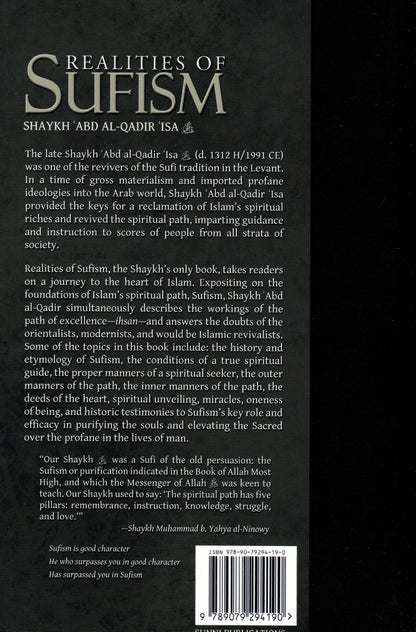 REALITIES OF
SUFISM
SHAYKH ʿABD AL-QADIR ʿISA
The late Shaykh ʿAbd al-Qadir ʿIsa (d. 1312 H/1991 CE)
was one of the revivers of the Sufi tradition in the Levant.
In a time of gross materialism and imported profane
ideologies into the Arab world, Shaykh ʿAbd al-Qadir ʿIsa
provided the keys for a reclamation of Islam's spiritual
riches and revived the spiritual path, imparting guidance
and instruction to scores of people from all strata of
society.
Realities of Sufism, the Shaykh's only book, takes readers
on a journey to the heart of Islam. Expositing on the
foundations of Islam's spiritual path, Sufism, Shaykh ʿAbd
al-Qadir simultaneously describes the workings of the
path of excellence—ihsan—and answers the doubts of the
orientalists, modernists, and would be Islamic revivalists.
Some of the topics in this book include: the history and
etymology of Sufism, the conditions of a true spiritual
guide, the proper manners of a spiritual seeker, the outer
manners of the path, the inner manners of the path, the
deeds of the heart, spiritual unveiling, miracles, oneness
of being, and historic testimonies to Sufism's key role and
efficacy in purifying the souls and elevating the Sacred
over the profane in the lives of man.
"Our Shaykh was a Sufi of the old persuasion: the
Sufism or purification indicated in the Book of Allah Most
High, and which the Messenger of Allah ﷺ was keen to
teach. Our Shaykh used to say: 'The spiritual path has five
pillars: remembrance, instruction, knowledge, struggle,
and love.'"
—Shaykh Muhammad b. Yahya al-Ninowy
Sufism is good character
He who surpasses you in good character
Has surpassed you in Sufism
ISBN 978-90-79294-19-0
9 789079 294190 >
SUNNI PUBLICATIONS